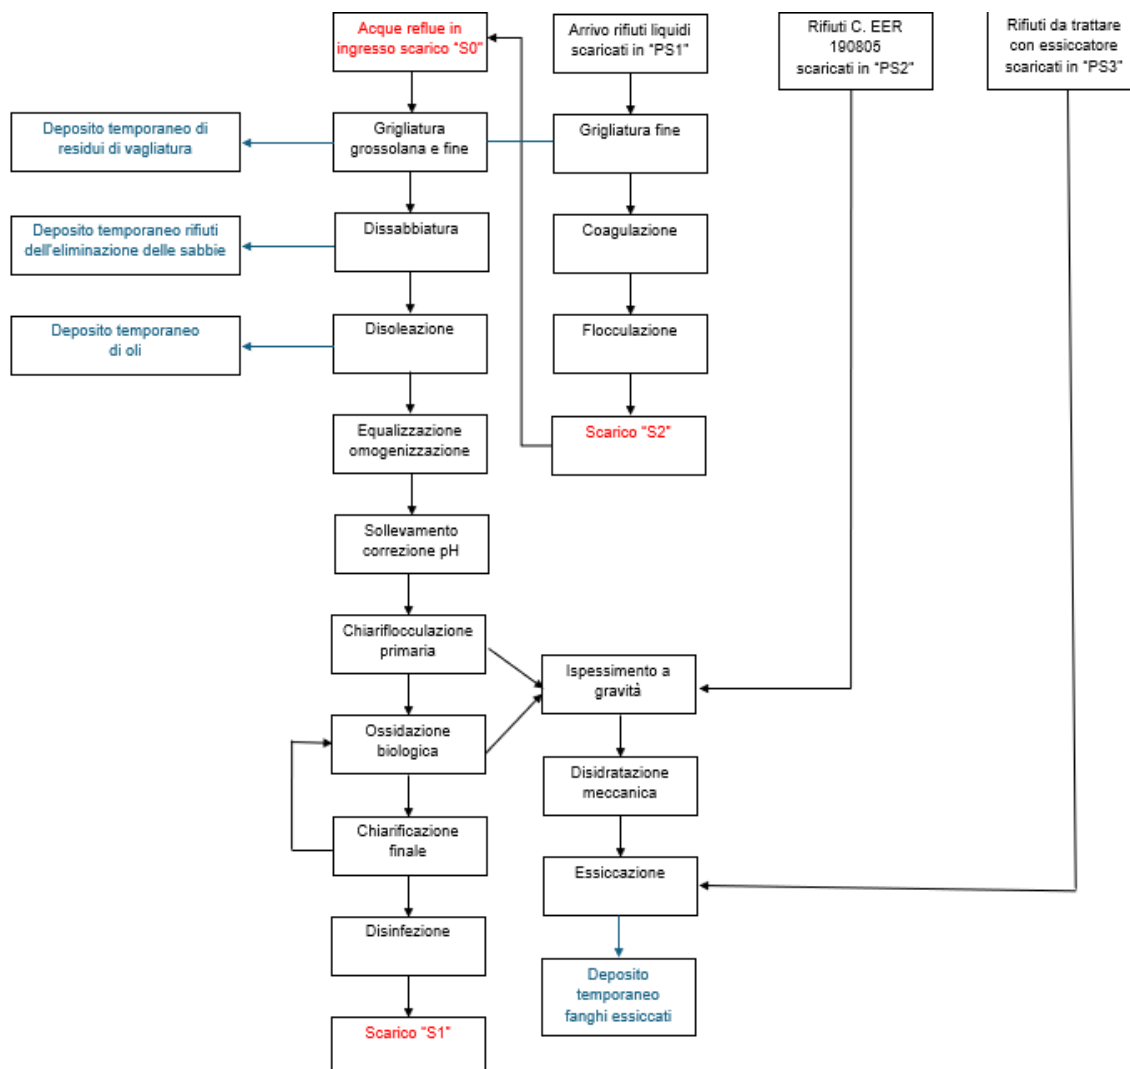 Acque reflue in
ingresso scarico "S0"
Arrivo rifiuti liquidi
scaricati in "PS1"
Rifiuti C. EER
190805
scaricati in "PS2"
Rifiuti da trattare
con essiccatore
scaricati in "PS3"
Deposito temporaneo di
residui di vagliatura
Grigliatura
grossolana e fine
Grigliatura fine
Deposito temporaneo rifiuti
dell'eliminazione delle sabbie
Dissabbiatura
Coagulazione
Deposito temporaneo
di oli
Disoleazione
Flocculazione
Equalizzazione
omogenizzazione
Scarico "S2"
Sollevamento
correzione pH
Chiariflocculazione
primaria
Ispessimento a
gravità
Ossidazione
biologica
Disidratazione
meccanica
Chiarificazione
finale
Essiccazione
Disinfezione
Deposito
temporaneo
fanghi essiccati
Scarico "S1"